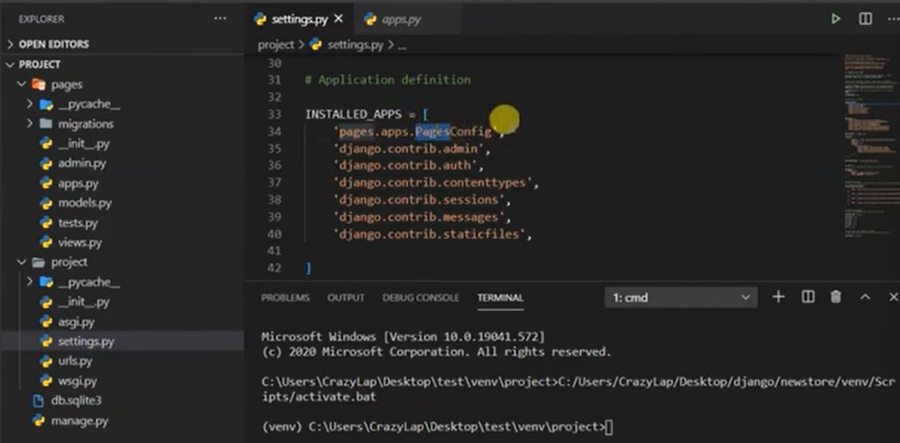 EXPLORER
OPEN EDITORS
PROJECT
pages
__pycache__
migrations
__init__.py
admin.py
apps.py
models.py
tests.py
views.py
project
__pycache__
__init__.py
asgi.py
settings.py
urls.py
wsgi.py
db.sqlite3
manage.py
settings.py apps.py
project settings.py ...
30
31 # Application definition
32
33 INSTALLED_APPS = [
34 'pages.apps.PagesConfig',
35 'django.contrib.admin',
36 'django.contrib.auth',
37 'django.contrib.contenttypes',
38 'django.contrib.sessions',
39 'django.contrib.messages',
40 'django.contrib.staticfiles',
41
42 ]
PROBLEMS OUTPUT DEBUG CONSOLE TERMINAL 1: cmd
Microsoft Windows [Version 10.0.19041.572]
(c) 2020 Microsoft Corporation. All rights reserved.
C:\Users\CrazyLap\Desktop\test\venv\project>C:/Users/CrazyLap/Desktop/django/newstore/venv/Scr
ipts/activate.bat
(venv) C:\Users\CrazyLap\Desktop\test\venv\project>